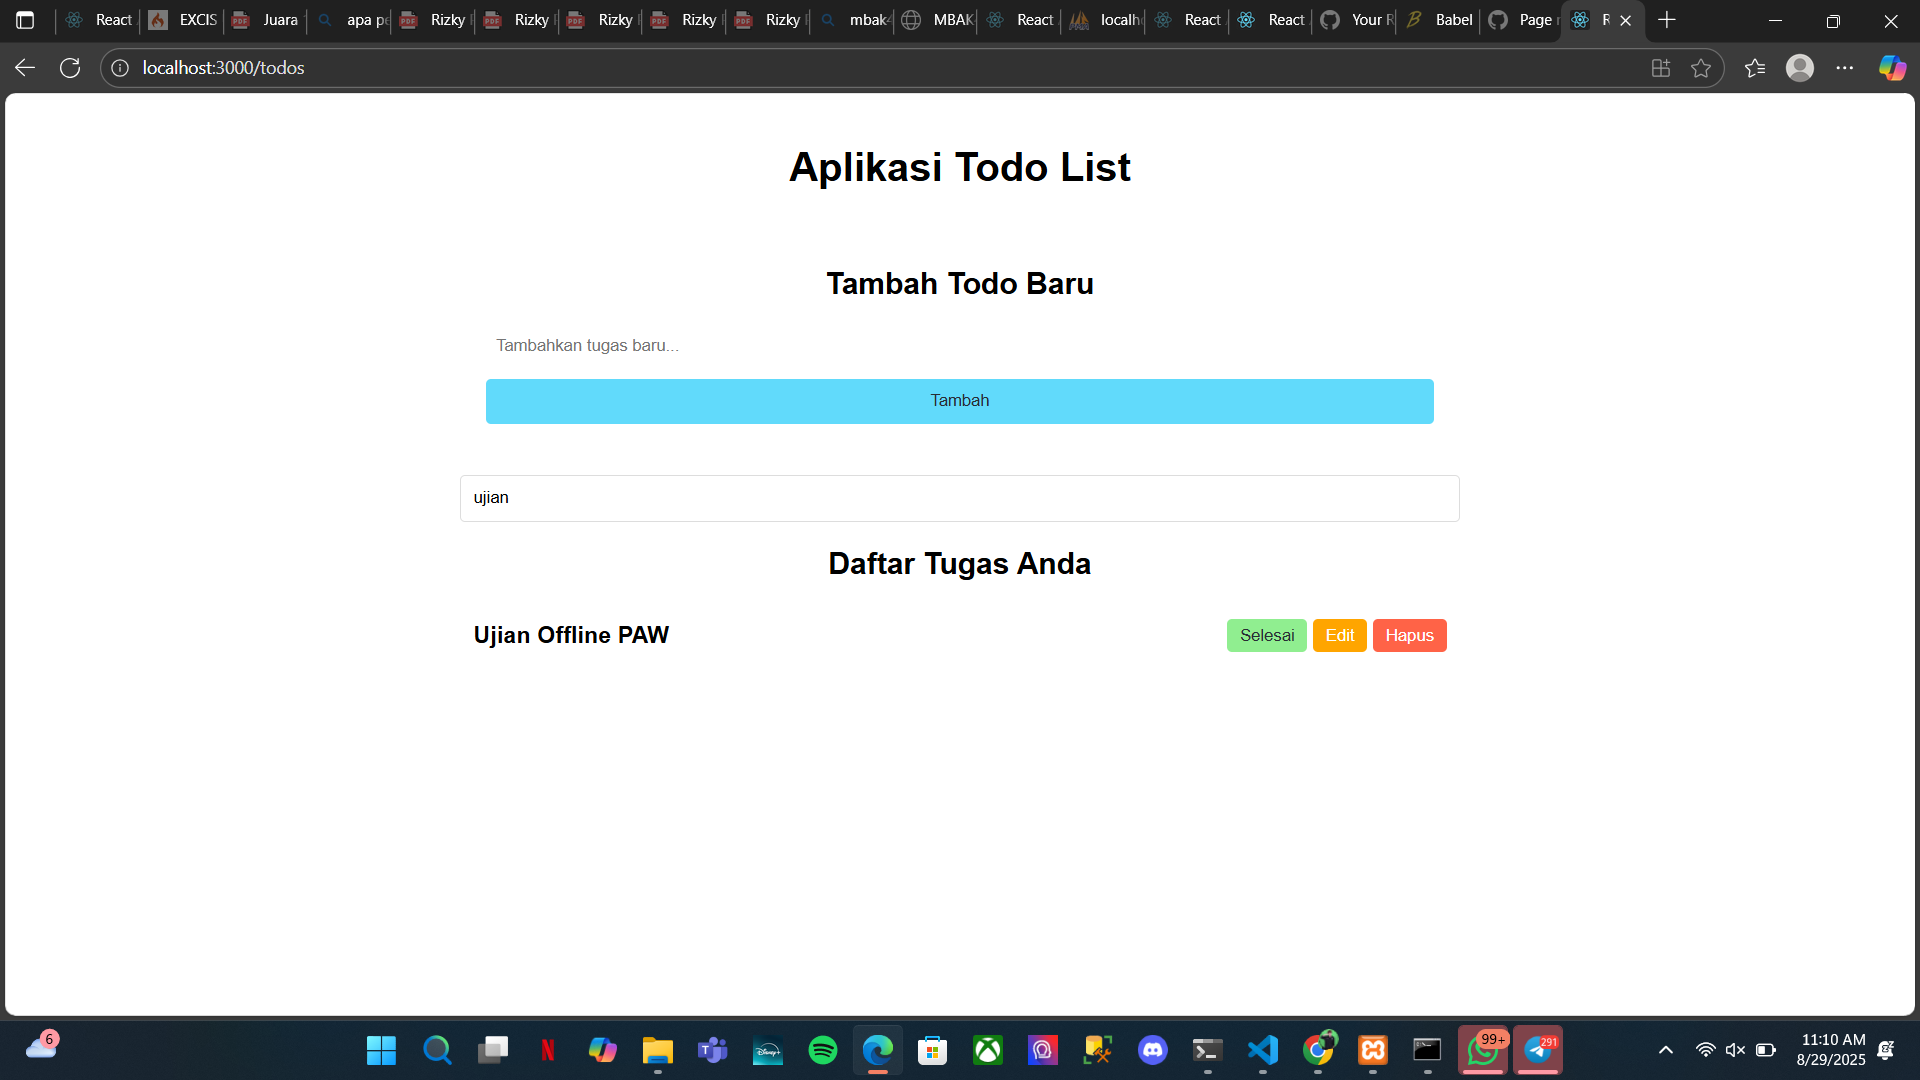 React
EXCIS
Juara
apa pe
Rizky
Rizky
Rizky
Rizky
Rizky
mbak4
MBAK
React
localh
React
React
Your R
Babel
Page
localhost:3000/todos
Aplikasi Todo List
Tambah Todo Baru
Tambahkan tugas baru...
Tambah
ujian
Daftar Tugas Anda
Ujian Offline PAW
Selesai
Edit
Hapus
6
99+
291
11:10 AM
8/29/2025